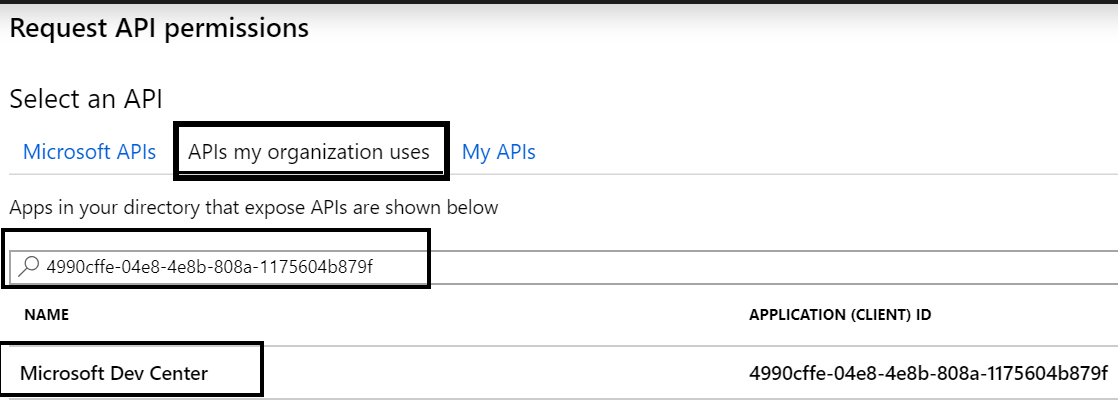 Request API permissions
Select an API
Microsoft APIs APIs my organization uses My APIs
Apps in your directory that expose APIs are shown below
4990cffe-04e8-4e8b-808a-1175604b879f
NAME APPLICATION (CLIENT) ID
Microsoft Dev Center 4990cffe-04e8-4e8b-808a-1175604b879f